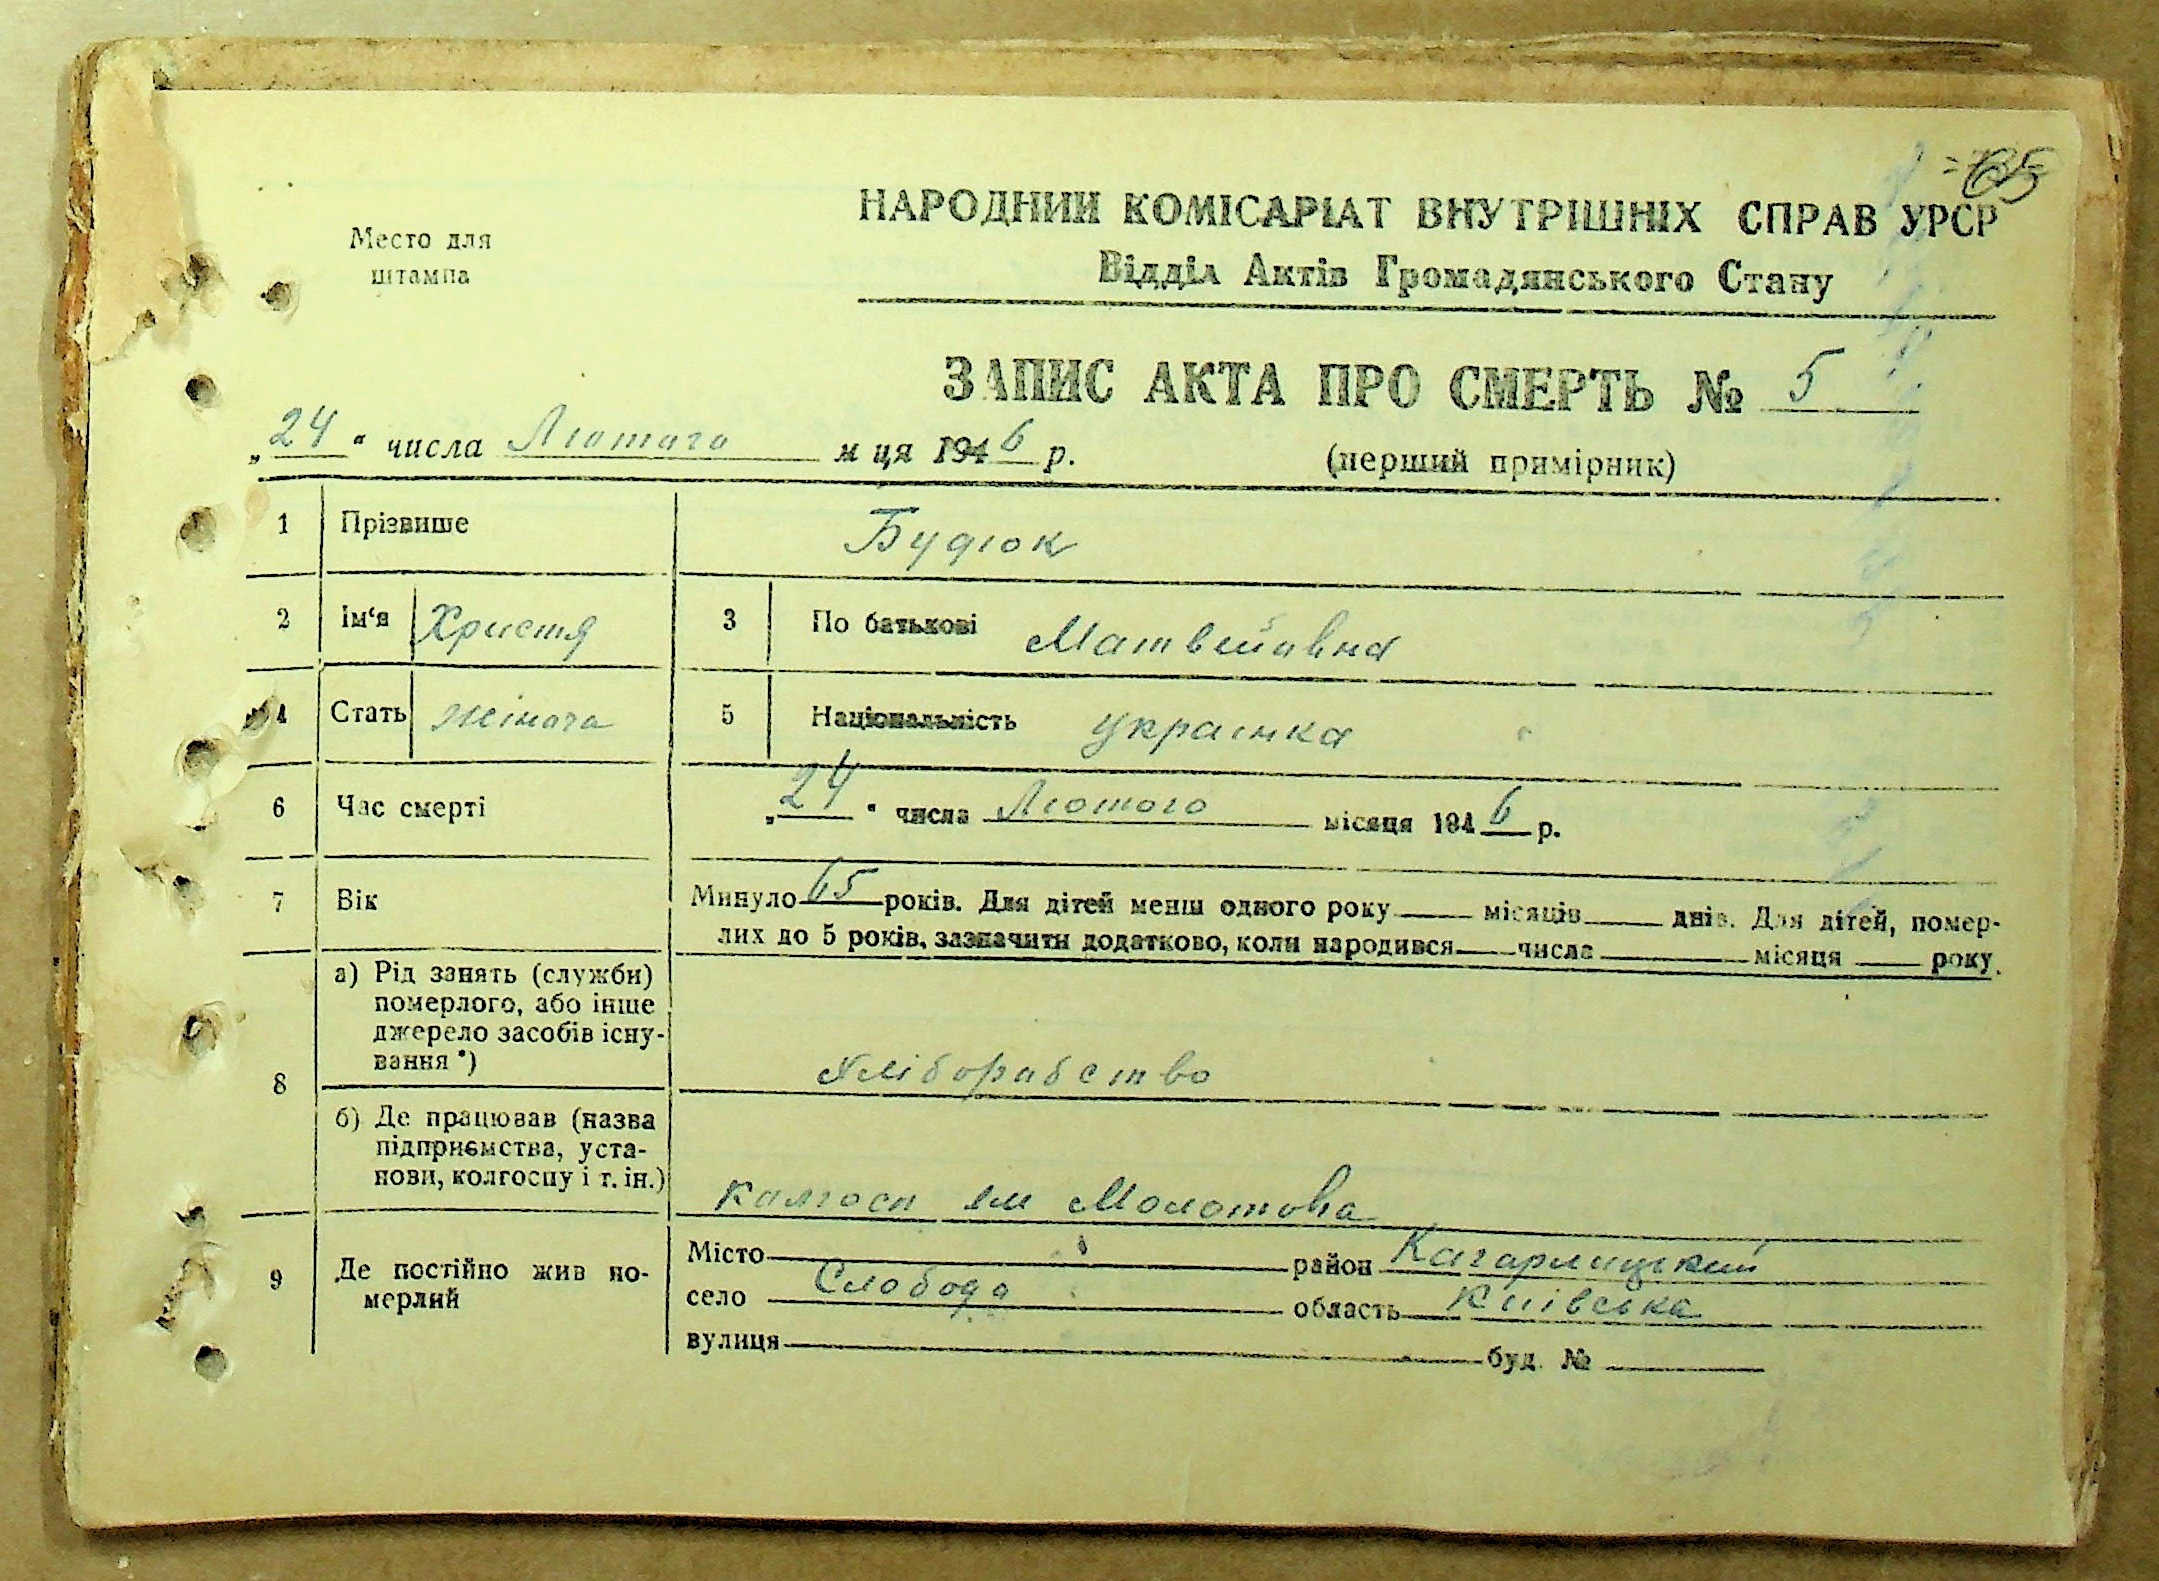 65
Место для
штампа
НАРОДНИЙ КОМІСАРІАТ ВНУТРІШНІХ СПРАВ УРСР
Відділ Актів Громадянського Стану
ЗАПИС АКТА ПРО СМЕРТЬ № 5
„24“ числа Лютого м ця 1946 р.
(перший примірник)
1 Прізвише Будюк
2 Ім‘я Христя 3 По батькові Матвейовна
4 Стать жіноча 5 Національність українка
6 Час смерті „24“ числа Лютого місяця 1946 р.
7 Вік Минуло 65 років. Для дітей менш одного року місяців днів. Для дітей, помер-
лих до 5 років, зазначити додатково, коли народився числа місяця року.
8 а) Рід занять (служби)
померлого, або інше
джерело засобів існу-
вання *) Хліборабство
б) Де працював (назва
підприємства, уста-
нови, колгоспу і т. ін.) Калгосп ім Молотова
9 Де постійно жив по-
мерлий
Місто район Кагарлицький
село Слобода область Київська
вулиця буд. №